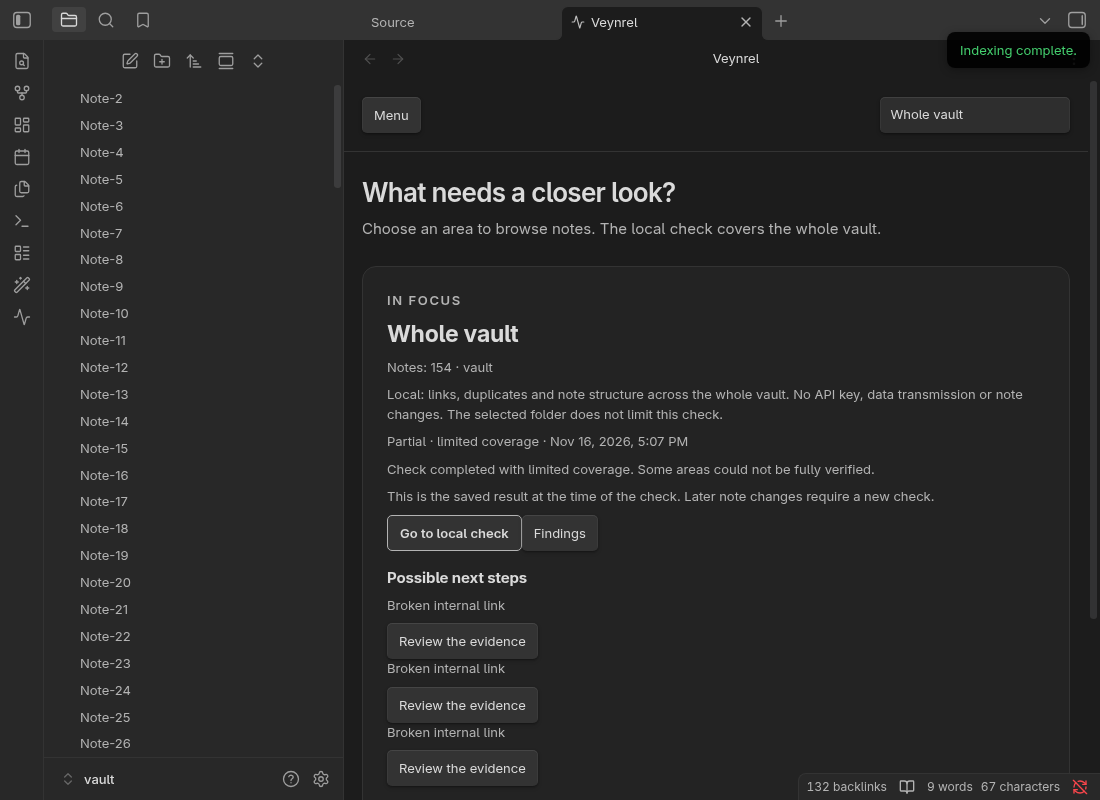 Source
Veynrel
Indexing complete.
Veynrel
Menu
Whole vault
Note-2
Note-3
Note-4
Note-5
Note-6
Note-7
Note-8
Note-9
Note-10
Note-11
Note-12
Note-13
Note-14
Note-15
Note-16
Note-17
Note-18
Note-19
Note-20
Note-21
Note-22
Note-23
Note-24
Note-25
Note-26
vault
What needs a closer look?
Choose an area to browse notes. The local check covers the whole vault.
IN FOCUS
Whole vault
Notes: 154 · vault
Local: links, duplicates and note structure across the whole vault. No API key, data transmission or note
changes. The selected folder does not limit this check.
Partial · limited coverage · Nov 16, 2026, 5:07 PM
Check completed with limited coverage. Some areas could not be fully verified.
This is the saved result at the time of the check. Later note changes require a new check.
Go to local check
Findings
Possible next steps
Broken internal link
Review the evidence
Broken internal link
Review the evidence
Broken internal link
Review the evidence
132 backlinks
9 words
67 characters